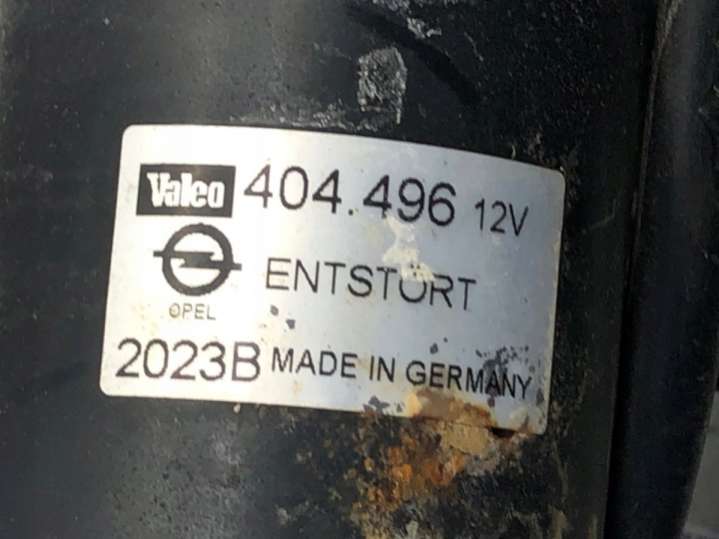 Valeo 404.496 12V
ENTSTÖRT
OPEL
2023B MADE IN GERMANY